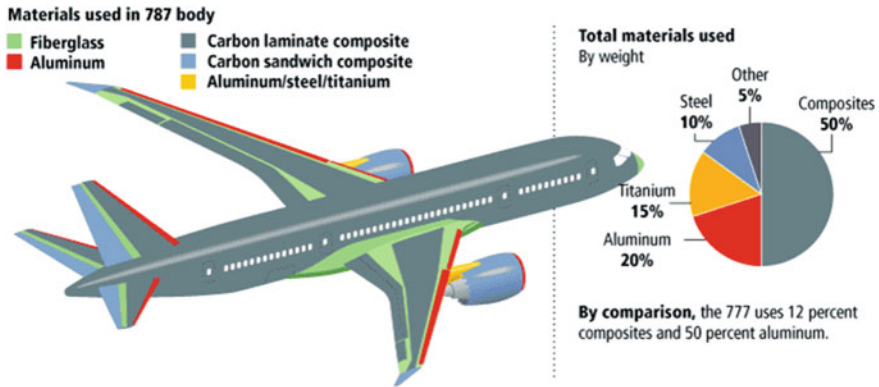 Materials used in 787 body
Fiberglass
Aluminum
Carbon laminate composite
Carbon sandwich composite
Aluminum/steel/titanium
Total materials used
By weight
Other
5%
Steel
10%
Composites
50%
Titanium
15%
Aluminum
20%
By comparison, the 777 uses 12 percent
composites and 50 percent aluminum.